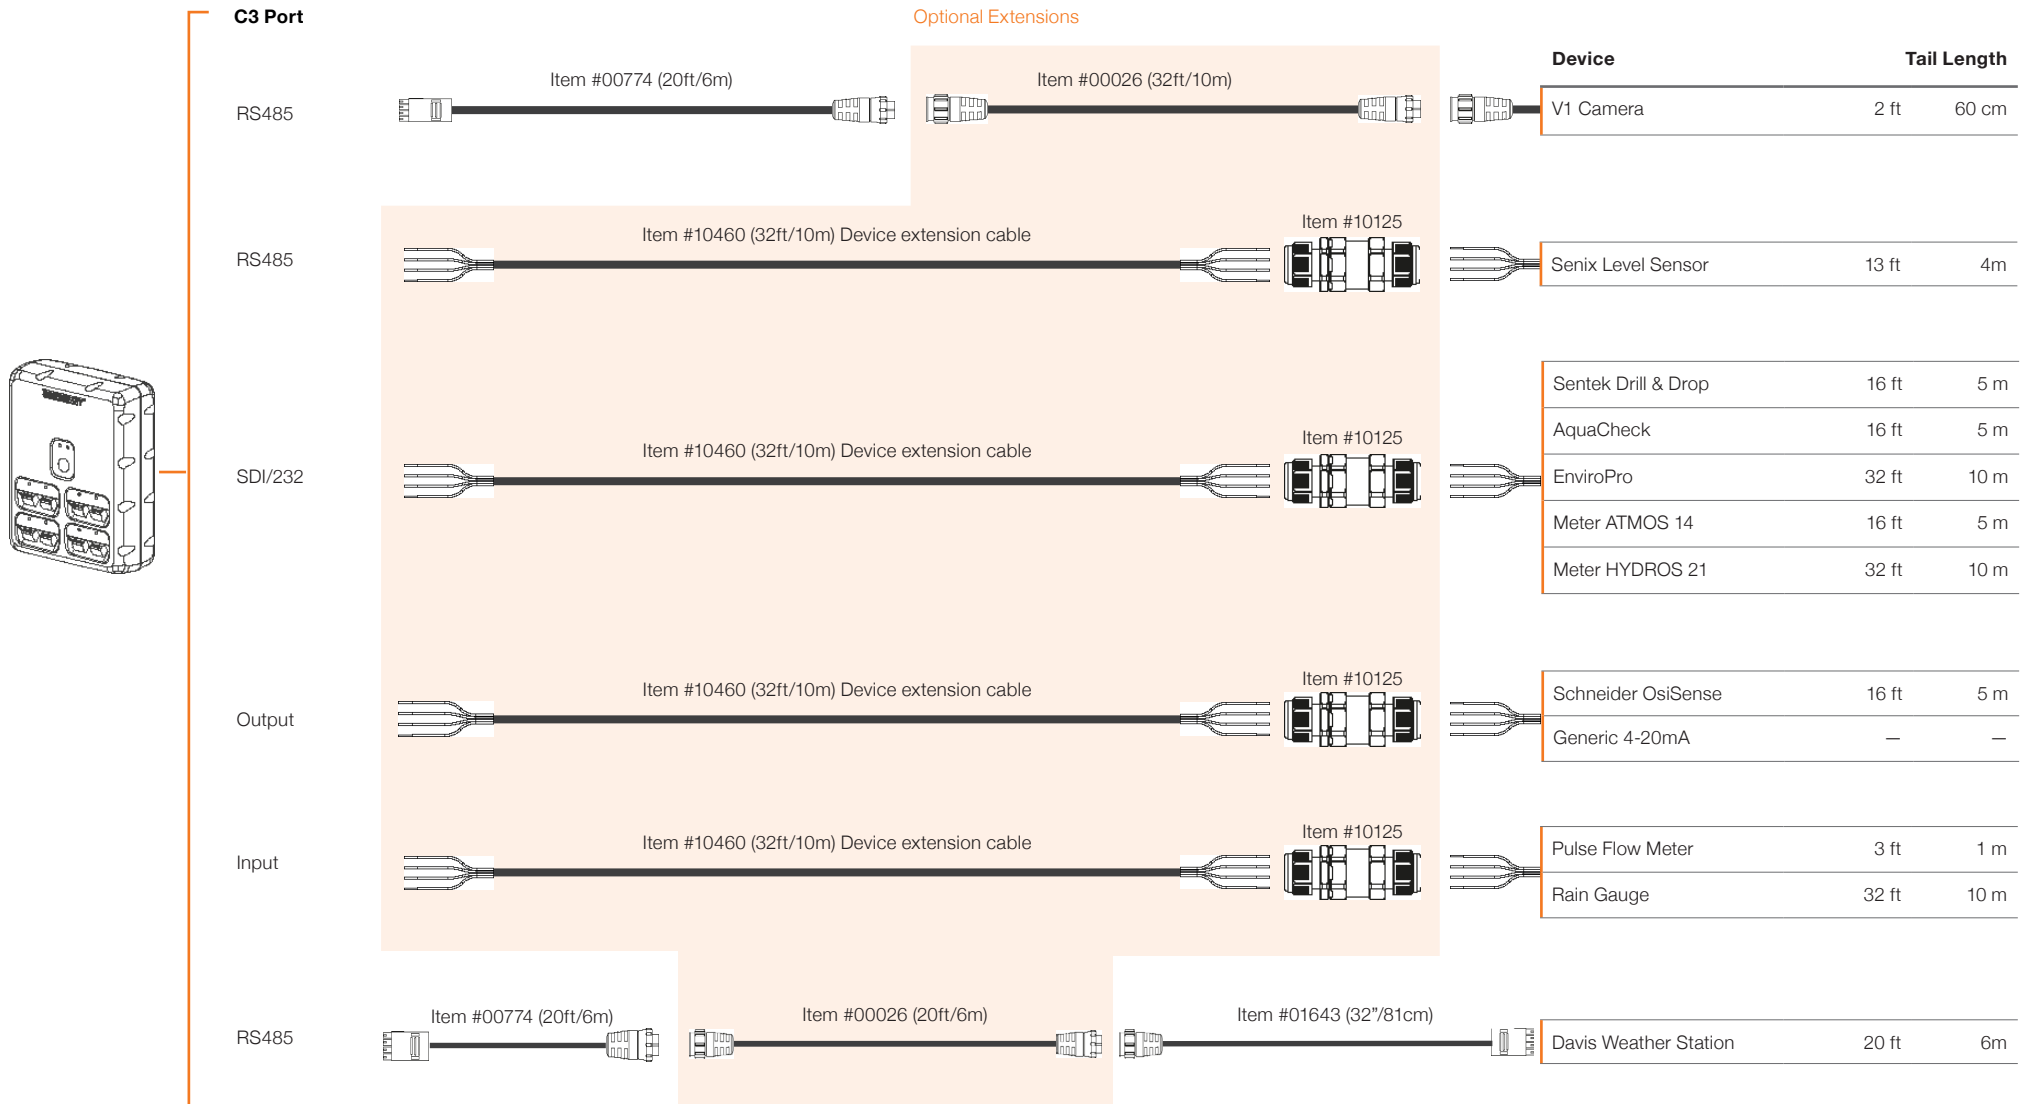 C3 Port
Optional Extensions
Device Tail Length
RS485
Item #00774 (20ft/6m)
Item #00026 (32ft/10m)
V1 Camera 2 ft 60 cm
RS485
Item #10460 (32ft/10m) Device extension cable
Item #10125
Senix Level Sensor 13 ft 4m
SDI/232
Item #10460 (32ft/10m) Device extension cable
Item #10125
Sentek Drill & Drop 16 ft 5 m
AquaCheck 16 ft 5 m
EnviroPro 32 ft 10 m
Meter ATMOS 14 16 ft 5 m
Meter HYDROS 21 32 ft 10 m
Output
Item #10460 (32ft/10m) Device extension cable
Item #10125
Schneider OsiSense 16 ft 5 m
Generic 4-20mA — —
Input
Item #10460 (32ft/10m) Device extension cable
Item #10125
Pulse Flow Meter 3 ft 1 m
Rain Gauge 32 ft 10 m
RS485
Item #00774 (20ft/6m)
Item #00026 (20ft/6m)
Item #01643 (32”/81cm)
Davis Weather Station 20 ft 6m